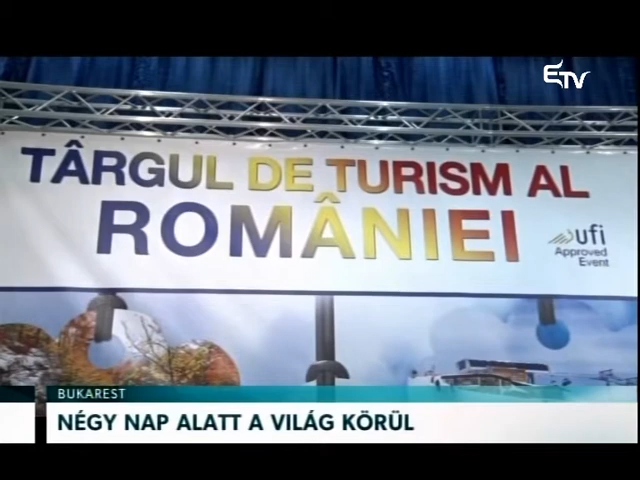 ETV
TÂRGUL DE TURISM AL
ROMÂNIEI
ufi
Approved
Event
BUKAREST
NÉGY NAP ALATT A VILÁG KÖRÜL